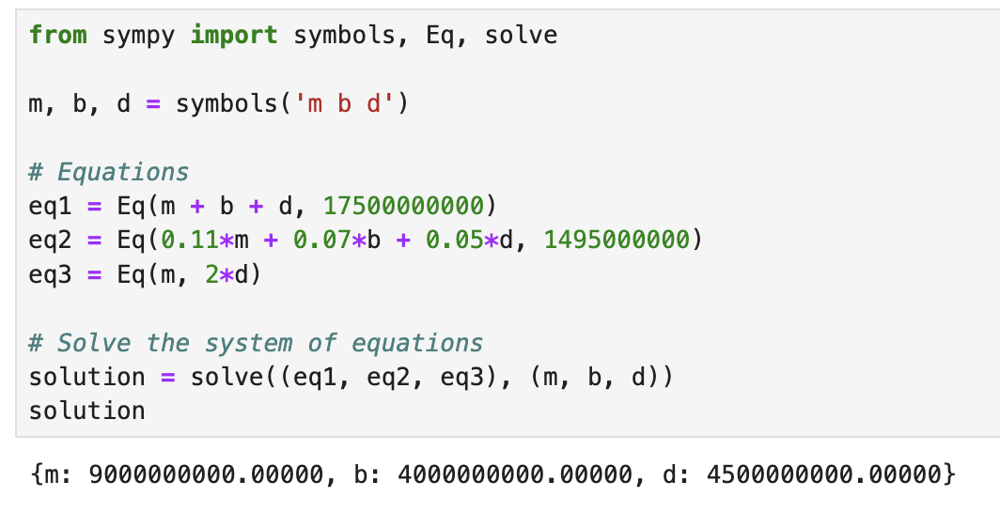 from sympy import symbols, Eq, solve
m, b, d = symbols('m b d')
# Equations
eq1 = Eq(m + b + d, 17500000000)
eq2 = Eq(0.11*m + 0.07*b + 0.05*d, 1495000000)
eq3 = Eq(m, 2*d)
# Solve the system of equations
solution = solve((eq1, eq2, eq3), (m, b, d))
solution
{m: 9000000000.00000, b: 4000000000.00000, d: 4500000000.00000}